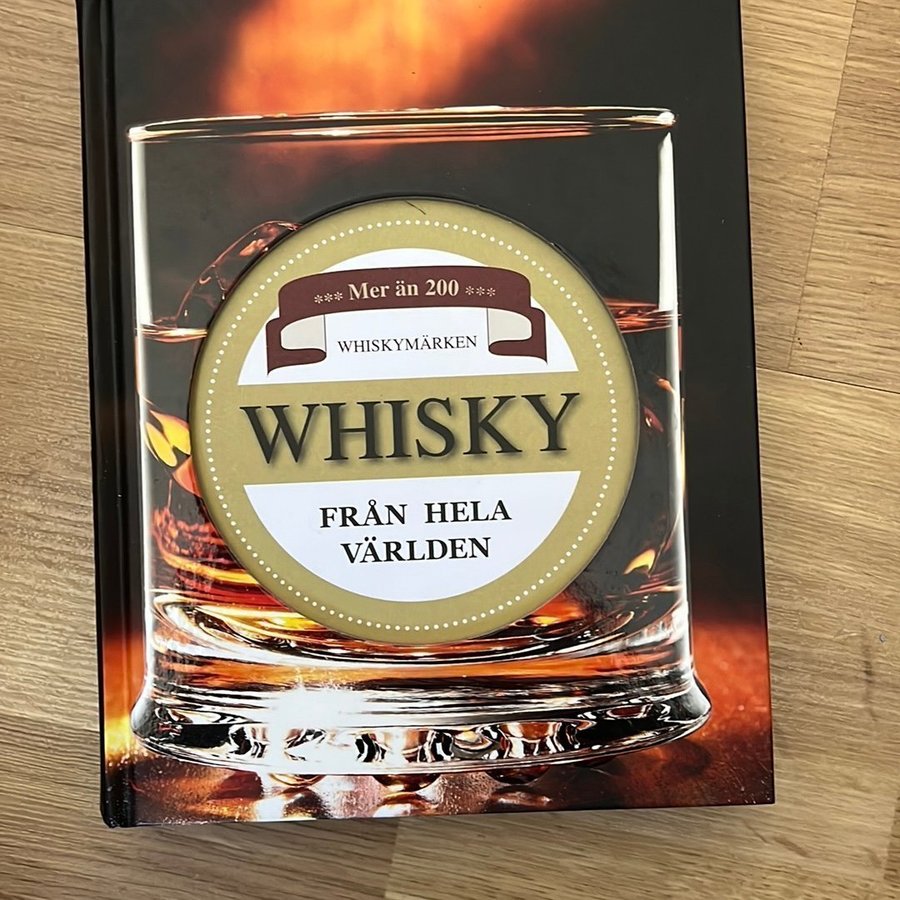 *** Mer än 200 ***
WHISKYMÄRKEN
WHISKY
FRÅN HELA
VÄRLDEN